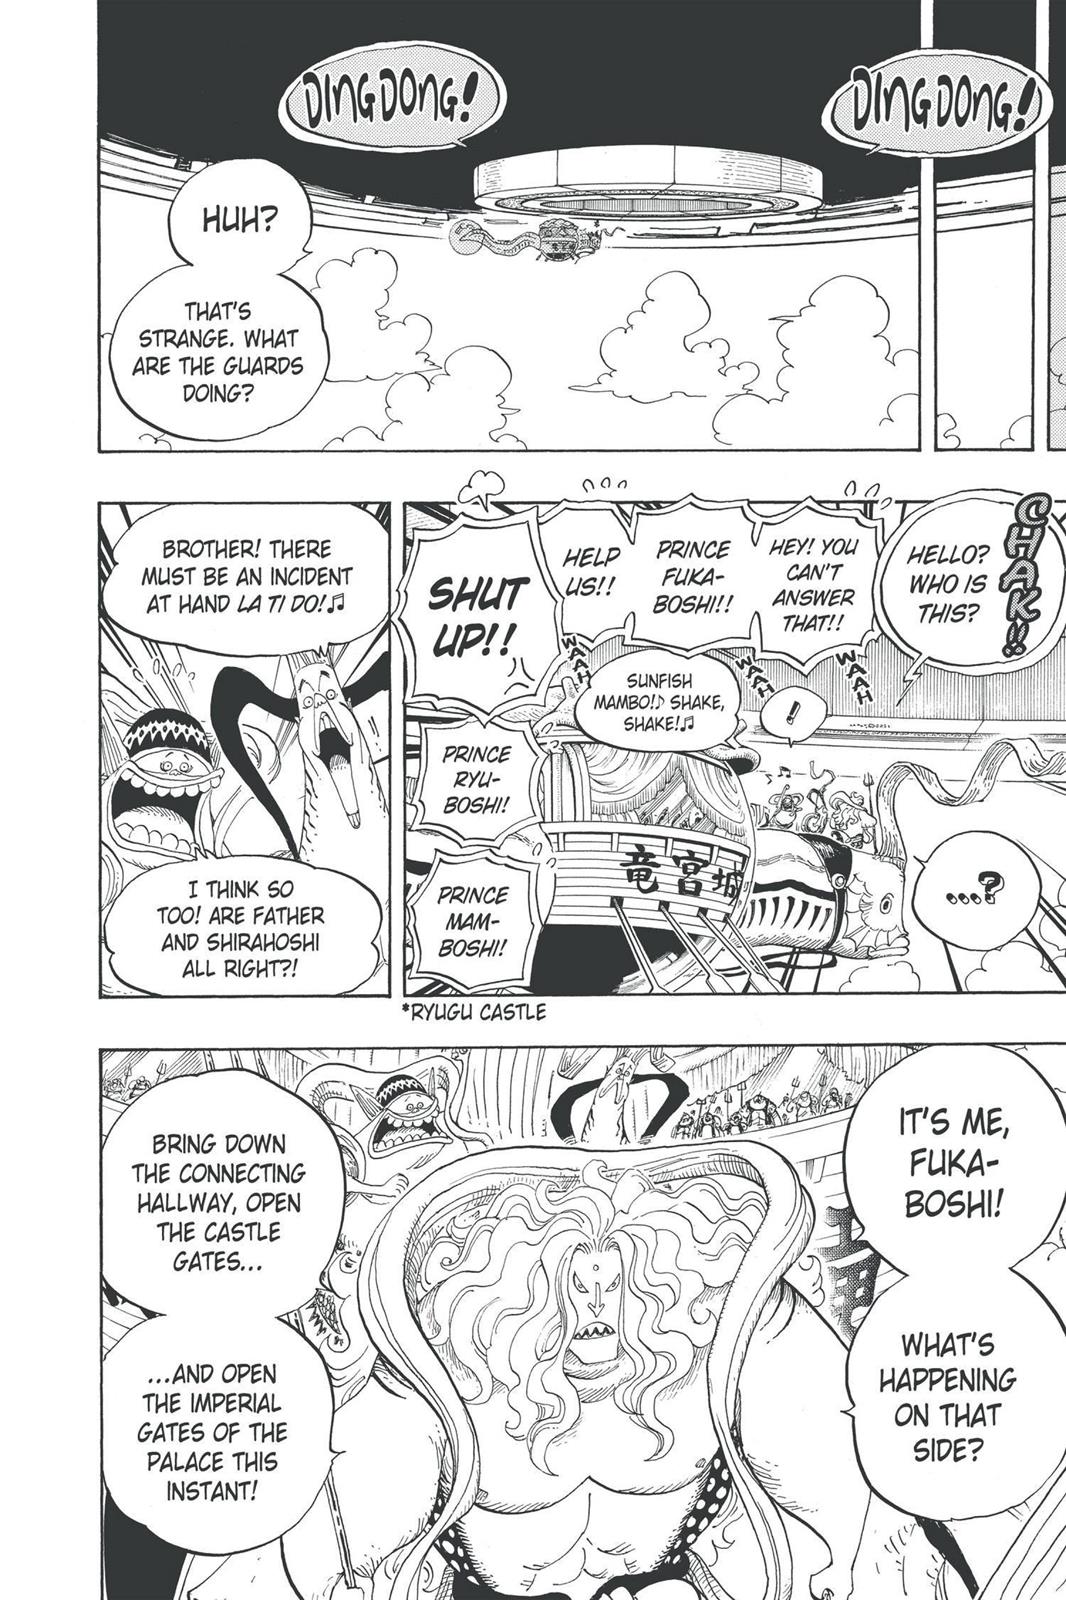 DING DONG!
DING DONG!
HUH?
THAT'S
STRANGE. WHAT
ARE THE GUARDS
DOING?
CHAK!!
HELLO?
WHO IS
THIS?
HEY! YOU
CAN'T
ANSWER
THAT!!
PRINCE
FUKA-
BOSHI!!
HELP
US!!
SHUT
UP!!
WAAH
WAAH
WAAH
!
SUNFISH
MAMBO!♪ SHAKE,
SHAKE!♫
PRINCE
RYU-
BOSHI!
PRINCE
MAM-
BOSHI!
竜宮城
....?
*RYUGU CASTLE
BROTHER! THERE
MUST BE AN INCIDENT
AT HAND LA TI DO!♫
I THINK SO
TOO! ARE FATHER
AND SHIRAHOSHI
ALL RIGHT?!
IT'S ME,
FUKA-
BOSHI!
WHAT'S
HAPPENING
ON THAT
SIDE?
BRING DOWN
THE CONNECTING
HALLWAY, OPEN
THE CASTLE
GATES...
...AND OPEN
THE IMPERIAL
GATES OF THE
PALACE THIS
INSTANT!